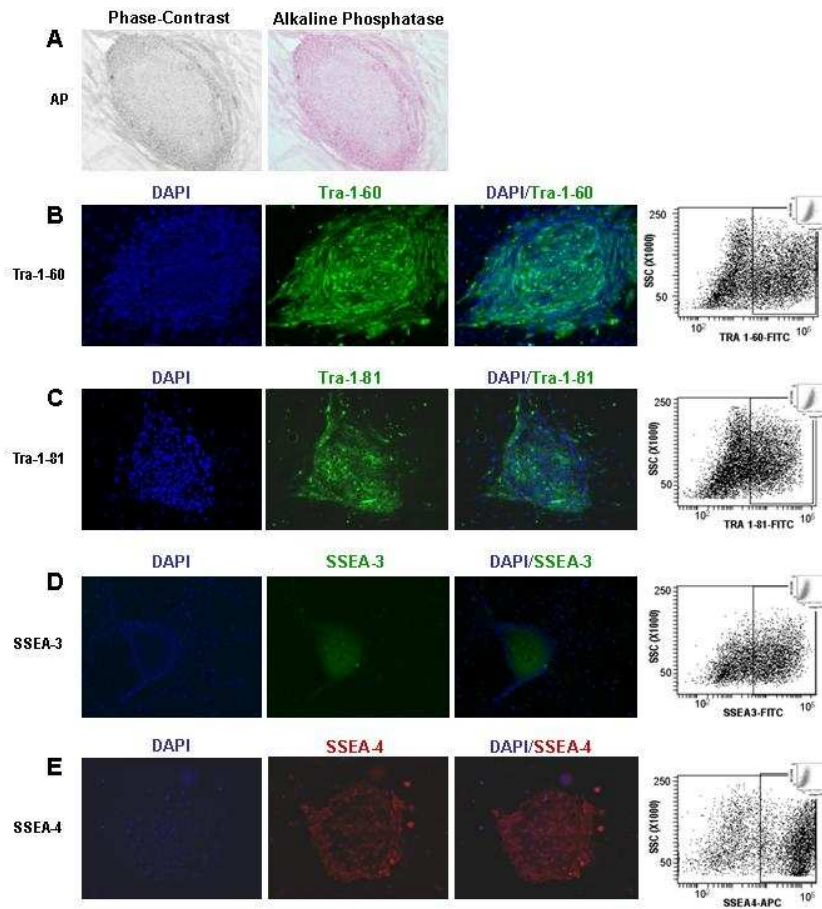 Phase-Contrast Alkaline Phosphatase
A
AP
DAPI Tra-1-60 DAPI/Tra-1-60
B
Tra-1-60
250
50
SSC (X1000)
TRA 1-60-FITC
DAPI Tra-1-81 DAPI/Tra-1-81
C
Tra-1-81
250
50
SSC (X1000)
TRA 1-81-FITC
DAPI SSEA-3 DAPI/SSEA-3
D
SSEA-3
250
50
SSC (X1000)
SSEA3-FITC
DAPI SSEA-4 DAPI/SSEA-4
E
SSEA-4
250
50
SSC (X1000)
SSEA4-APC